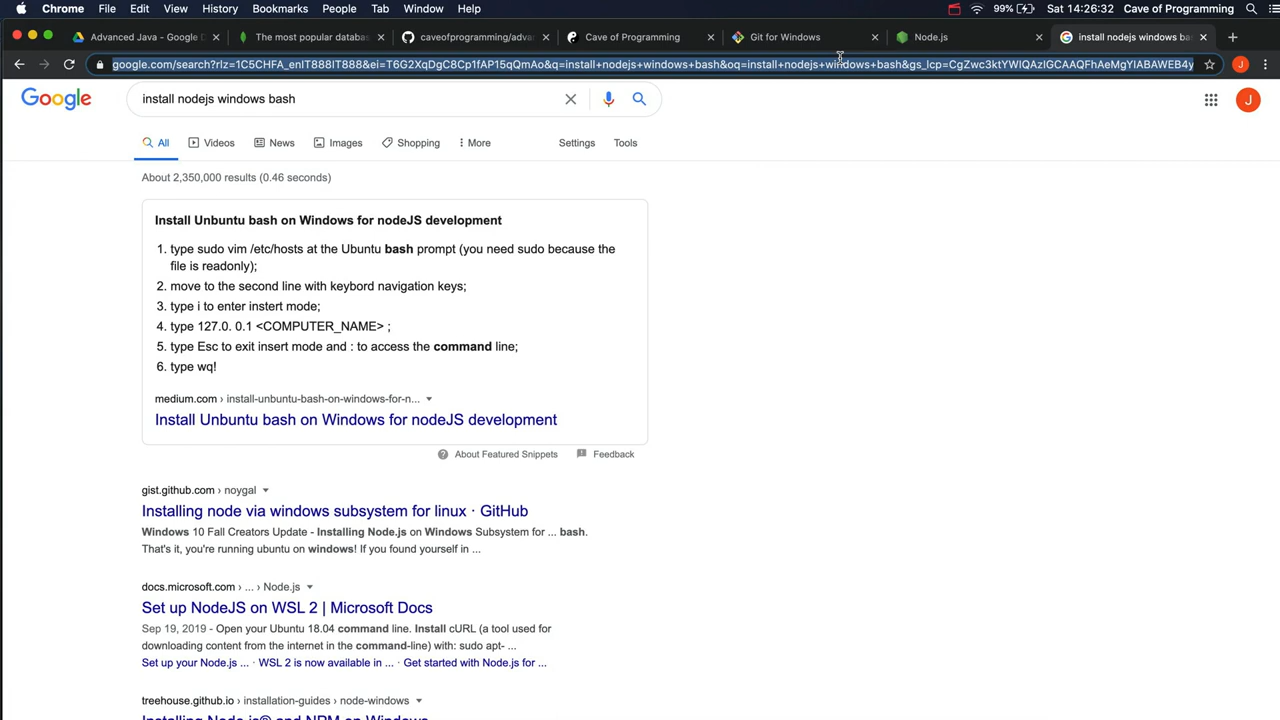 Chrome File Edit View History Bookmarks People Tab Window Help 99% Sat 14:26:32 Cave of Programming
Advanced Java - Google D
The most popular databas
caveofprogramming/adva
Cave of Programming
Git for Windows
Node.js
install nodejs windows bas
google.com/search?rlz=1C5CHFA_enIT888IT888&ei=T6G2XqDgC8Cp1fAP15qQmAo&q=install+nodejs+windows+bash&oq=install+nodejs+windows+bash&gs_lcp=CgZwc3ktYWIQAzIGCAAQFhAeMgYIABAWEB4y
J
Google
install nodejs windows bash
J
All Videos News Images Shopping More Settings Tools
About 2,350,000 results (0.46 seconds)
Install Unbuntu bash on Windows for nodeJS development
1. type sudo vim /etc/hosts at the Ubuntu bash prompt (you need sudo because the
file is readonly);
2. move to the second line with keybord navigation keys;
3. type i to enter instert mode;
4. type 127.0. 0.1 <COMPUTER_NAME> ;
5. type Esc to exit insert mode and : to access the command line;
6. type wq!
medium.com › install-unbuntu-bash-on-windows-for-n...
Install Unbuntu bash on Windows for nodeJS development
About Featured Snippets Feedback
gist.github.com › noygal
Installing node via windows subsystem for linux · GitHub
Windows 10 Fall Creators Update - Installing Node.js on Windows Subsystem for ... bash.
That's it, you're running ubuntu on windows! If you found yourself in ...
docs.microsoft.com › ... › Node.js
Set up NodeJS on WSL 2 | Microsoft Docs
Sep 19, 2019 - Open your Ubuntu 18.04 command line. Install cURL (a tool used for
downloading content from the internet in the command-line) with: sudo apt- ...
Set up your Node.js ... · WSL 2 is now available in ... · Get started with Node.js for ...
treehouse.github.io › installation-guides › node-windows
Installing Node.js® and NPM on Windows